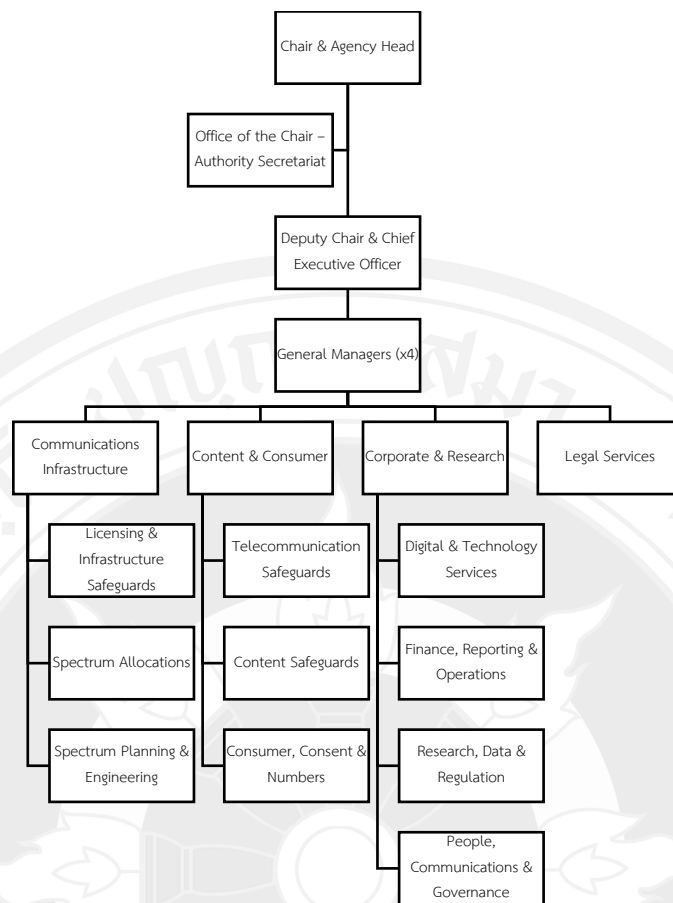 Chair & Agency Head
Office of the Chair –
Authority Secretariat
Deputy Chair & Chief
Executive Officer
General Managers (x4)
Communications
Infrastructure
Content & Consumer
Corporate & Research
Legal Services
Licensing &
Infrastructure
Safeguards
Telecommunication
Safeguards
Digital & Technology
Services
Spectrum Allocations
Content Safeguards
Finance, Reporting &
Operations
Spectrum Planning &
Engineering
Consumer, Consent &
Numbers
Research, Data &
Regulation
People,
Communications &
Governance